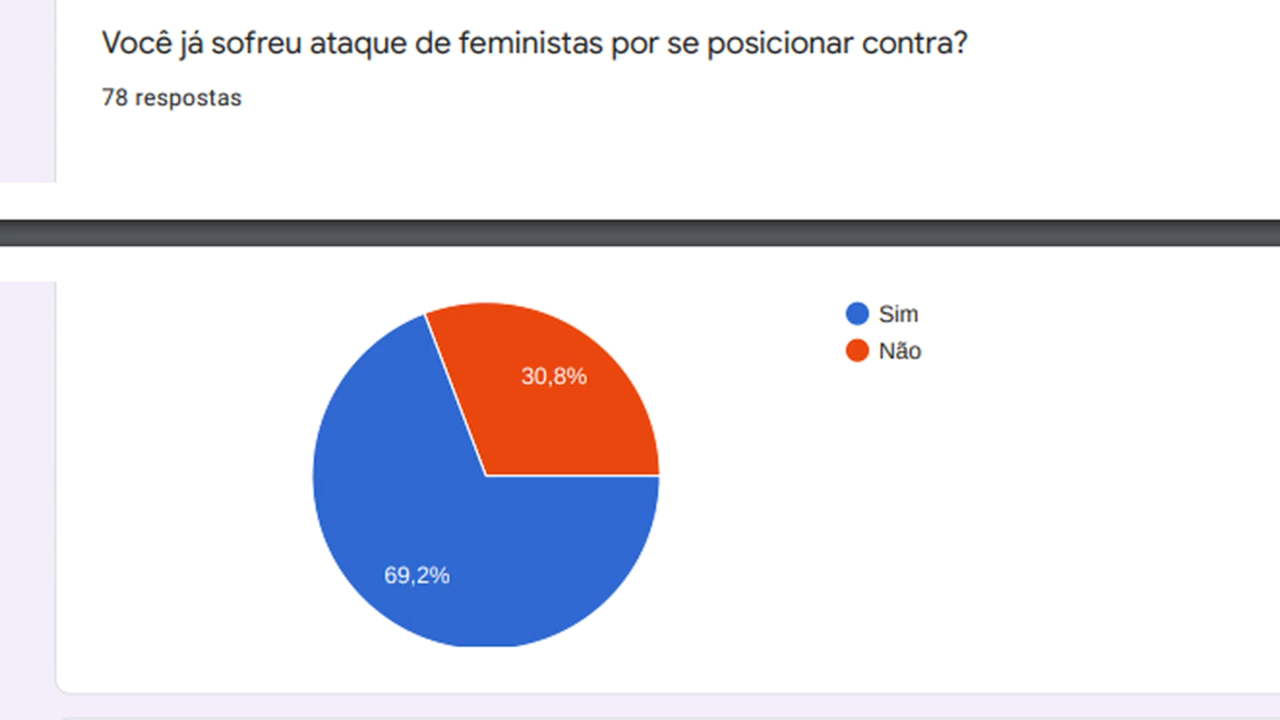 Você já sofreu ataque de feministas por se posicionar contra?
78 respostas
Sim
Não
30,8%
69,2%